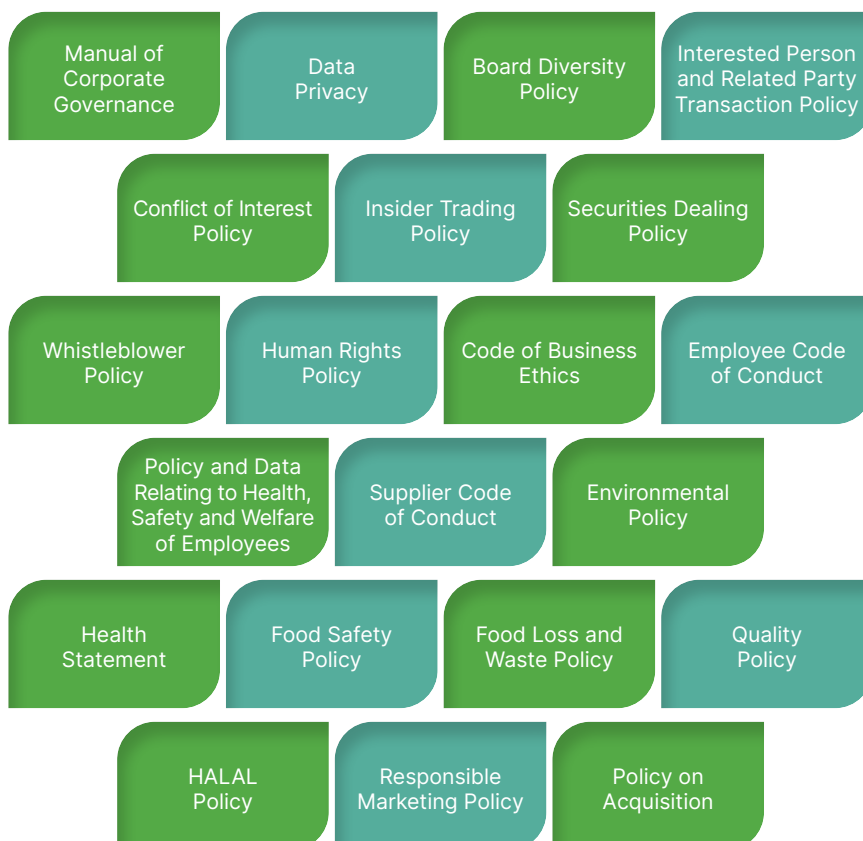 Manual of
Corporate
Governance
Data
Privacy
Board Diversity
Policy
Interested Person
and Related Party
Transaction Policy
Conflict of Interest
Policy
Insider Trading
Policy
Securities Dealing
Policy
Whistleblower
Policy
Human Rights
Policy
Code of Business
Ethics
Employee Code
of Conduct
Policy and Data
Relating to Health,
Safety and Welfare
of Employees
Supplier Code
of Conduct
Environmental
Policy
Health
Statement
Food Safety
Policy
Food Loss and
Waste Policy
Quality
Policy
HALAL
Policy
Responsible
Marketing Policy
Policy on
Acquisition